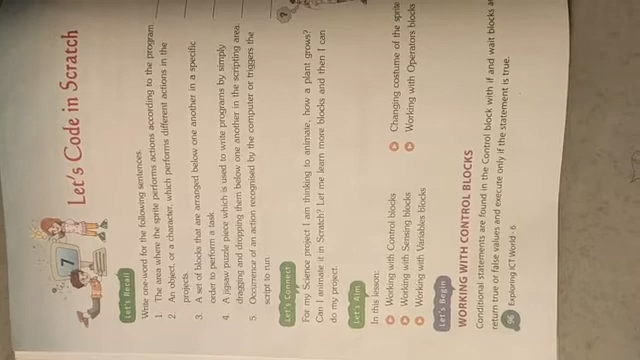 7
Let's Code in Scratch
Let's Recall
Write one-word for the following sentences.
1. The area where the sprite performs actions according to the program.
2. An object, or a character, which performs different actions in the
projects.
3. A set of blocks that are arranged below one another in a specific
order to perform a task.
4. A jigsaw puzzle piece which is used to write programs by simply
dragging and dropping them below one another in the scripting area.
5. Occurrence of an action recognised by the computer or triggers the
script to run.
Let's Connect
For my Science project I am thinking to animate, how a plant grows?
Can I animate it in Scratch? Let me learn more blocks and then I can
do my project.
Let's Aim
In this lesson:
Working with Control blocks
Working with Sensing blocks
Working with Variables blocks
Changing costume of the sprite
Working with Operators blocks
Let's Begin
WORKING WITH CONTROL BLOCKS
Conditional statements are found in the Control block with if and wait blocks
return true or false values and execute only if the statement is true.
96 Exploring ICT World - 6